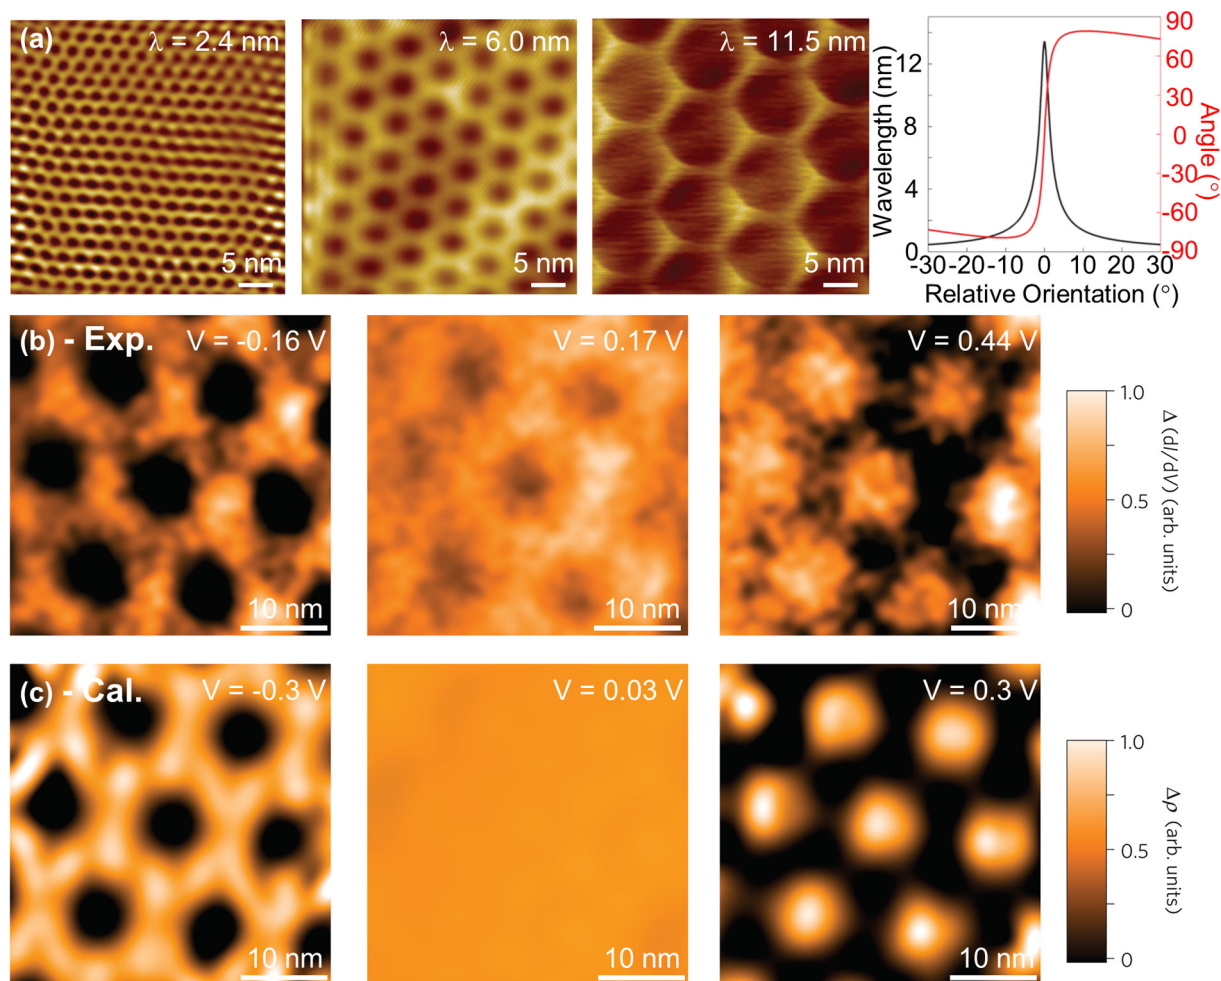 (a) λ = 2.4 nm
5 nm
λ = 6.0 nm
5 nm
λ = 11.5 nm
5 nm
Wavelength (nm)
12
8
4
0
90
60
30
0
-30
-60
-90
Angle (°)
-30 -20 -10 0 10 20 30
Relative Orientation (°)
(b) - Exp. V = -0.16 V
10 nm
V = 0.17 V
10 nm
V = 0.44 V
10 nm
1.0
0.5
0
Δ (dI/dV) (arb. units)
(c) - Cal. V = -0.3 V
10 nm
V = 0.03 V
10 nm
V = 0.3 V
10 nm
1.0
0.5
0
Δρ (arb. units)